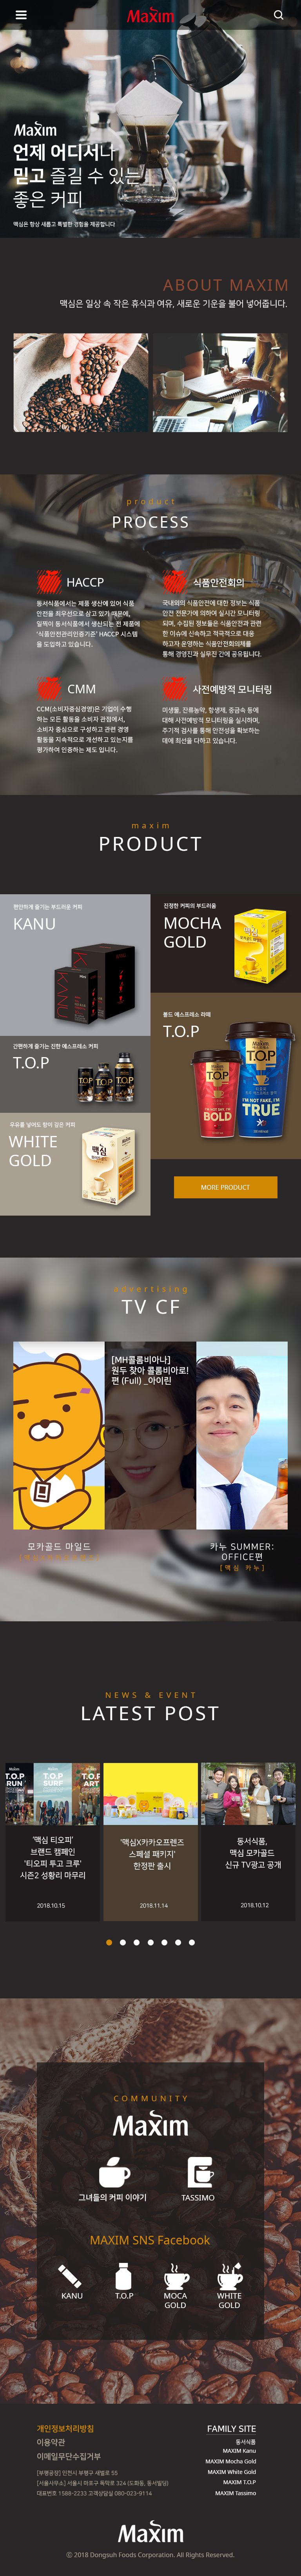 Maxim
Maxim
언제 어디서나
믿고 즐길 수 있는
좋은 커피
맥심은 항상 새롭고 특별한 경험을 제공합니다
ABOUT MAXIM
맥심은 일상 속 작은 휴식과 여유, 새로운 기운을 불어 넣어줍니다.
product
PROCESS
HACCP
동서식품에서는 제품 생산에 있어 식품
안전을 최우선으로 삼고 있기 때문에,
일찍이 동서식품에서 생산되는 전 제품에
'식품안전관리인증기준' HACCP 시스템
을 도입하고 있습니다.
식품안전회의
국내외의 식품안전에 대한 정보는 식품
안전 전문가에 의하여 실시간 모니터링
되며, 수집된 정보들은 식품안전과 관련
한 이슈에 신속하고 적극적으로 대응
하고자 운영하는 식품안전회의체를
통해 경영진과 실무진 간에 공유됩니다.
CMM
CCM(소비자중심경영)은 기업이 수행
하는 모든 활동을 소비자 관점에서,
소비자 중심으로 구성하고 관련 경영
활동을 지속적으로 개선하고 있는지를
평가하여 인증하는 제도 입니다.
사전예방적 모니터링
미생물, 잔류농약, 항생제, 중금속 등에
대해 사전예방적 모니터링을 실시하며,
주기적 검사를 통해 안전성을 확보하는
데에 최선을 다하고 있습니다.
maxim
PRODUCT
편안하게 즐기는 부드러운 커피
KANU
KANU
KANU
진정한 커피의 부드러움
MOCHA
GOLD
맥심
간편하게 즐기는 진한 에스프레소 커피
T.O.P
T.O.P
T.O.P
T.O.P
볼드 에스프레소 라떼
T.O.P
Maxim
T.O.P
I'M NOT FAKE, I'M
BOLD
Maxim
T.O.P
I'M NOT FAKE, I'M
TRUE
우유를 넣어도 향미 깊은 커피
WHITE
GOLD
맥심
MORE PRODUCT
advertising
TV CF
[MH콜롬비아나]
원두 찾아 콜롬비아로!
편 (Full) _아이린
모카골드 마일드
카누 SUMMER:
OFFICE편
[맥심 카누]
NEWS & EVENT
LATEST POST
T.O.P
RUN
T.O.P
SURF
T.O.P
ART
'맥심 티오피'
브랜드 캠페인
'티오피 투고 크루'
시즌2 성황리 마무리
2018.10.15
'맥심X카카오프렌즈
스페셜 패키지'
한정판 출시
2018.11.14
동서식품,
맥심 모카골드
신규 TV광고 공개
2018.10.12
COMMUNITY
Maxim
그녀들의 커피 이야기
TASSIMO
MAXIM SNS Facebook
KANU
T.O.P
MOCA
GOLD
WHITE
GOLD
개인정보처리방침
이용약관
이메일무단수집거부
[부평공장] 인천시 부평구 새벌로 55
[서울사무소] 서울시 마포구 독막로 324 (도화동, 동서빌딩)
대표번호 1588-2233 고객상담실 080-023-9114
FAMILY SITE
동서식품
MAXIM Kanu
MAXIM Mocha Gold
MAXIM White Gold
MAXIM T.O.P
MAXIM Tassimo
Maxim
ⓒ 2018 Dongsuh Foods Corporation. All Rights Reserved.